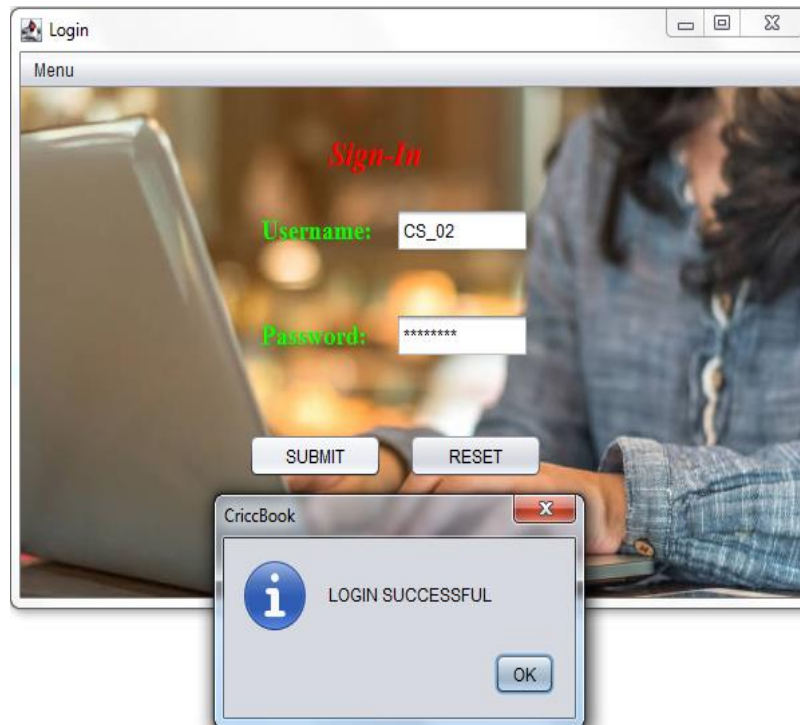 Login
Menu
Sign-In
Username: CS_02
Password: ********
SUBMIT RESET
CriccBook
LOGIN SUCCESSFUL
OK